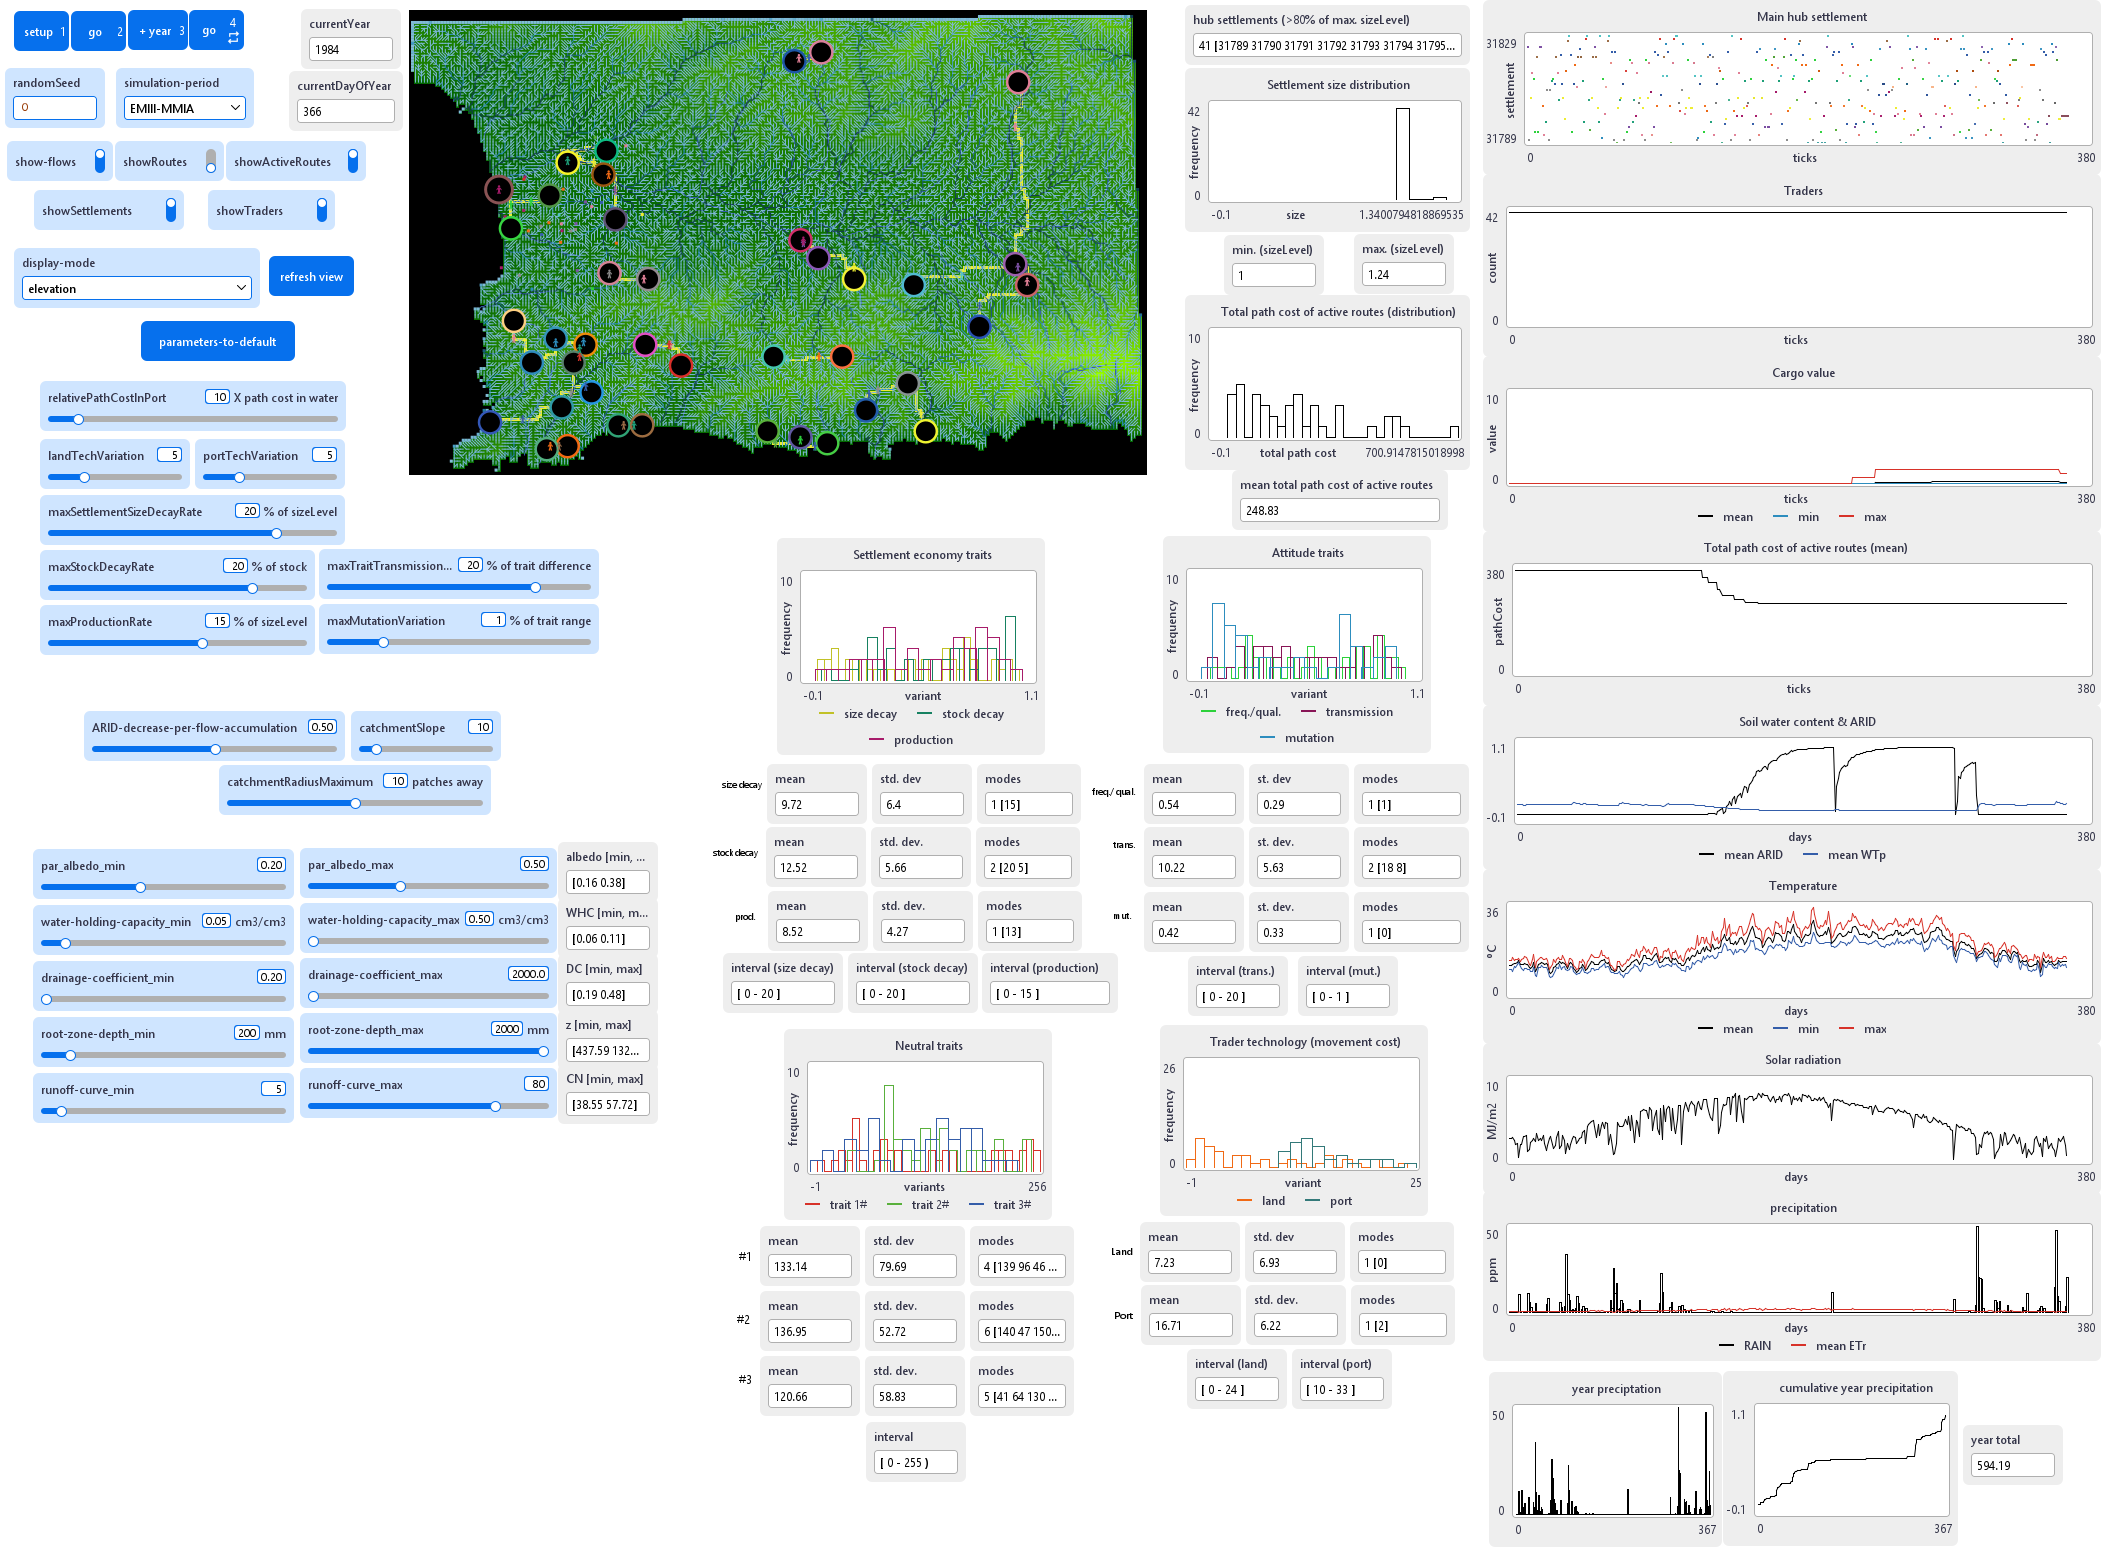 setup 1
go 2
+ year 3
go 4
currentYear
1984
currentDayOfYear
366
randomSeed
0
simulation-period
EMIII-MMIA
show-flows
showRoutes
showActiveRoutes
showSettlements
showTraders
display-mode
elevation
refresh view
parameters-to-default
relativePathCostInPort 10 X path cost in water
landTechVariation 5
portTechVariation 5
maxSettlementSizeDecayRate 20 % of sizeLevel
maxStockDecayRate 20 % of stock
maxTraitTransmission... 20 % of trait difference
maxProductionRate 15 % of sizeLevel
maxMutationVariation 1 % of trait range
ARID-decrease-per-flow-accumulation 0.50
catchmentSlope 10
catchmentRadiusMaximum 10 patches away
par_albedo_min 0.20
par_albedo_max 0.50
albedo [min, ...
[0.16 0.38]
water-holding-capacity_min 0.05 cm3/cm3
water-holding-capacity_max 0.50 cm3/cm3
WHC [min, m...
[0.06 0.11]
drainage-coefficient_min 0.20
drainage-coefficient_max 2000.0
DC [min, max]
[0.19 0.48]
root-zone-depth_min 200 mm
root-zone-depth_max 2000 mm
z [min, max]
[437.59 132...
runoff-curve_min 5
runoff-curve_max 80
CN [min, max]
[38.55 57.72]
hub settlements (>80% of max. sizeLevel)
41 [31789 31790 31791 31792 31793 31794 31795...
Settlement size distribution
42
frequency
0
-0.1 size 1.3400794818869535
min. (sizeLevel)
1
max. (sizeLevel)
1.24
Total path cost of active routes (distribution)
10
frequency
0
-0.1 total path cost 700.9147815018998
mean total path cost of active routes
248.83
Settlement economy traits
10
frequency
0
-0.1 variant 1.1
size decay stock decay
production
Attitude traits
10
frequency
0
-0.1 variant 1.1
freq./qual. transmission
mutation
size decay
mean
9.72
std. dev
6.4
modes
1 [15]
freq./ qual.
mean
0.54
st. dev
0.29
modes
1 [1]
stock decay
mean
12.52
std. dev.
5.66
modes
2 [20 5]
trans.
mean
10.22
st. dev.
5.63
modes
2 [18 8]
prod.
mean
8.52
std. dev.
4.27
modes
1 [13]
mut.
mean
0.42
st. dev.
0.33
modes
1 [0]
interval (size decay)
[ 0 - 20 ]
interval (stock decay)
[ 0 - 20 ]
interval (production)
[ 0 - 15 ]
interval (trans.)
[ 0 - 20 ]
interval (mut.)
[ 0 - 1 ]
Neutral traits
10
frequency
0
-1 variants 256
trait 1# trait 2# trait 3#
Trader technology (movement cost)
26
frequency
0
-1 variant 25
land port
#1
mean
133.14
std. dev
79.69
modes
4 [139 96 46 ...
Land
mean
7.23
std. dev
6.93
modes
1 [0]
#2
mean
136.95
std. dev.
52.72
modes
6 [140 47 150...
Port
mean
16.71
std. dev.
6.22
modes
1 [2]
#3
mean
120.66
std. dev.
58.83
modes
5 [41 64 130 ...
interval (land)
[ 0 - 24 ]
interval (port)
[ 10 - 33 ]
interval
[ 0 - 255 )
Main hub settlement
31829
settlement
31789
0 ticks 380
Traders
42
count
0
0 ticks 380
Cargo value
10
value
0
0 ticks 380
mean min max
Total path cost of active routes (mean)
380
pathCost
0
0 ticks 380
Soil water content & ARID
1.1
-0.1
0 days 380
mean ARID mean WTp
Temperature
36
ºC
0
0 days 380
mean min max
Solar radiation
10
MJ/m2
0
0 days 380
precipitation
50
ppm
0
0 days 380
RAIN mean ETr
year preciptation
50
0
0 367
cumulative year precipitation
1.1
-0.1
0 367
year total
594.19